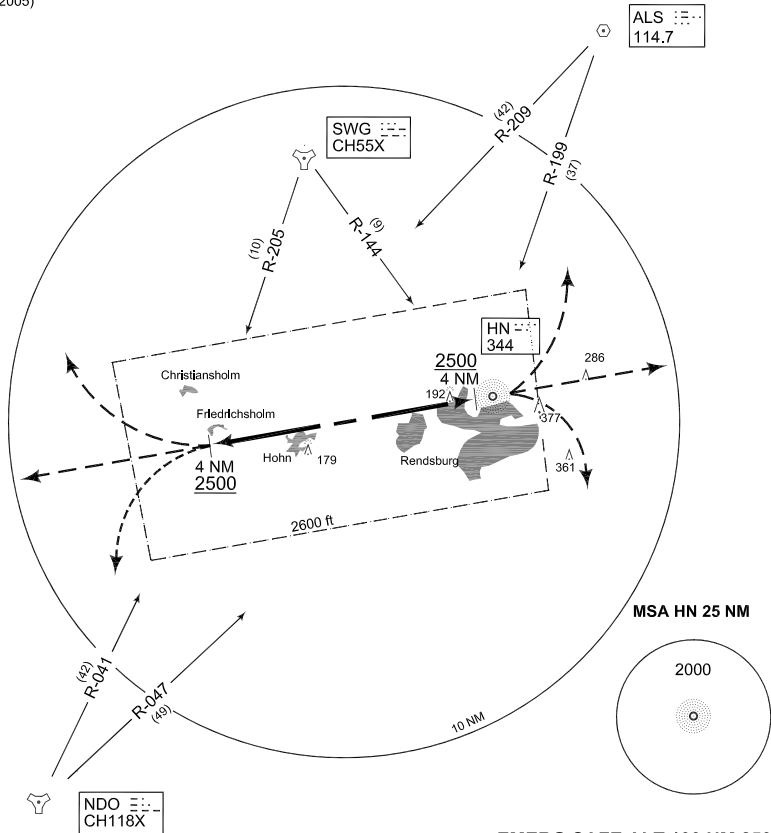 2005)
ALS
114.7
SWG
CH55X
(42)
R-209
R-199
(37)
(10)
R-205
(9)
R-144
HN
344
2500
4 NM
286
Christiansholm
192
377
Friedrichsholm
Hohn
179
Rendsburg
361
4 NM
2500
2600 ft
MSA HN 25 NM
2000
(42)
R-041
R-047
(49)
10 NM
NDO
CH118X